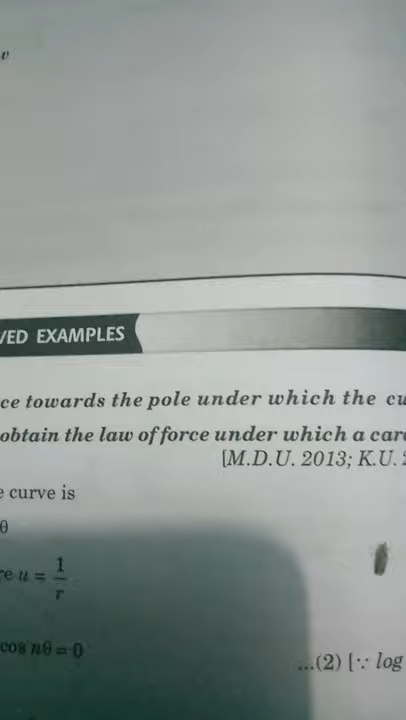 v
VED EXAMPLES
ce towards the pole under which the cu
obtain the law of force under which a car
[M.D.U. 2013; K.U. 2
e curve is
θ
re u = 1/r
cos nθ = 0
...(2) [∵ log